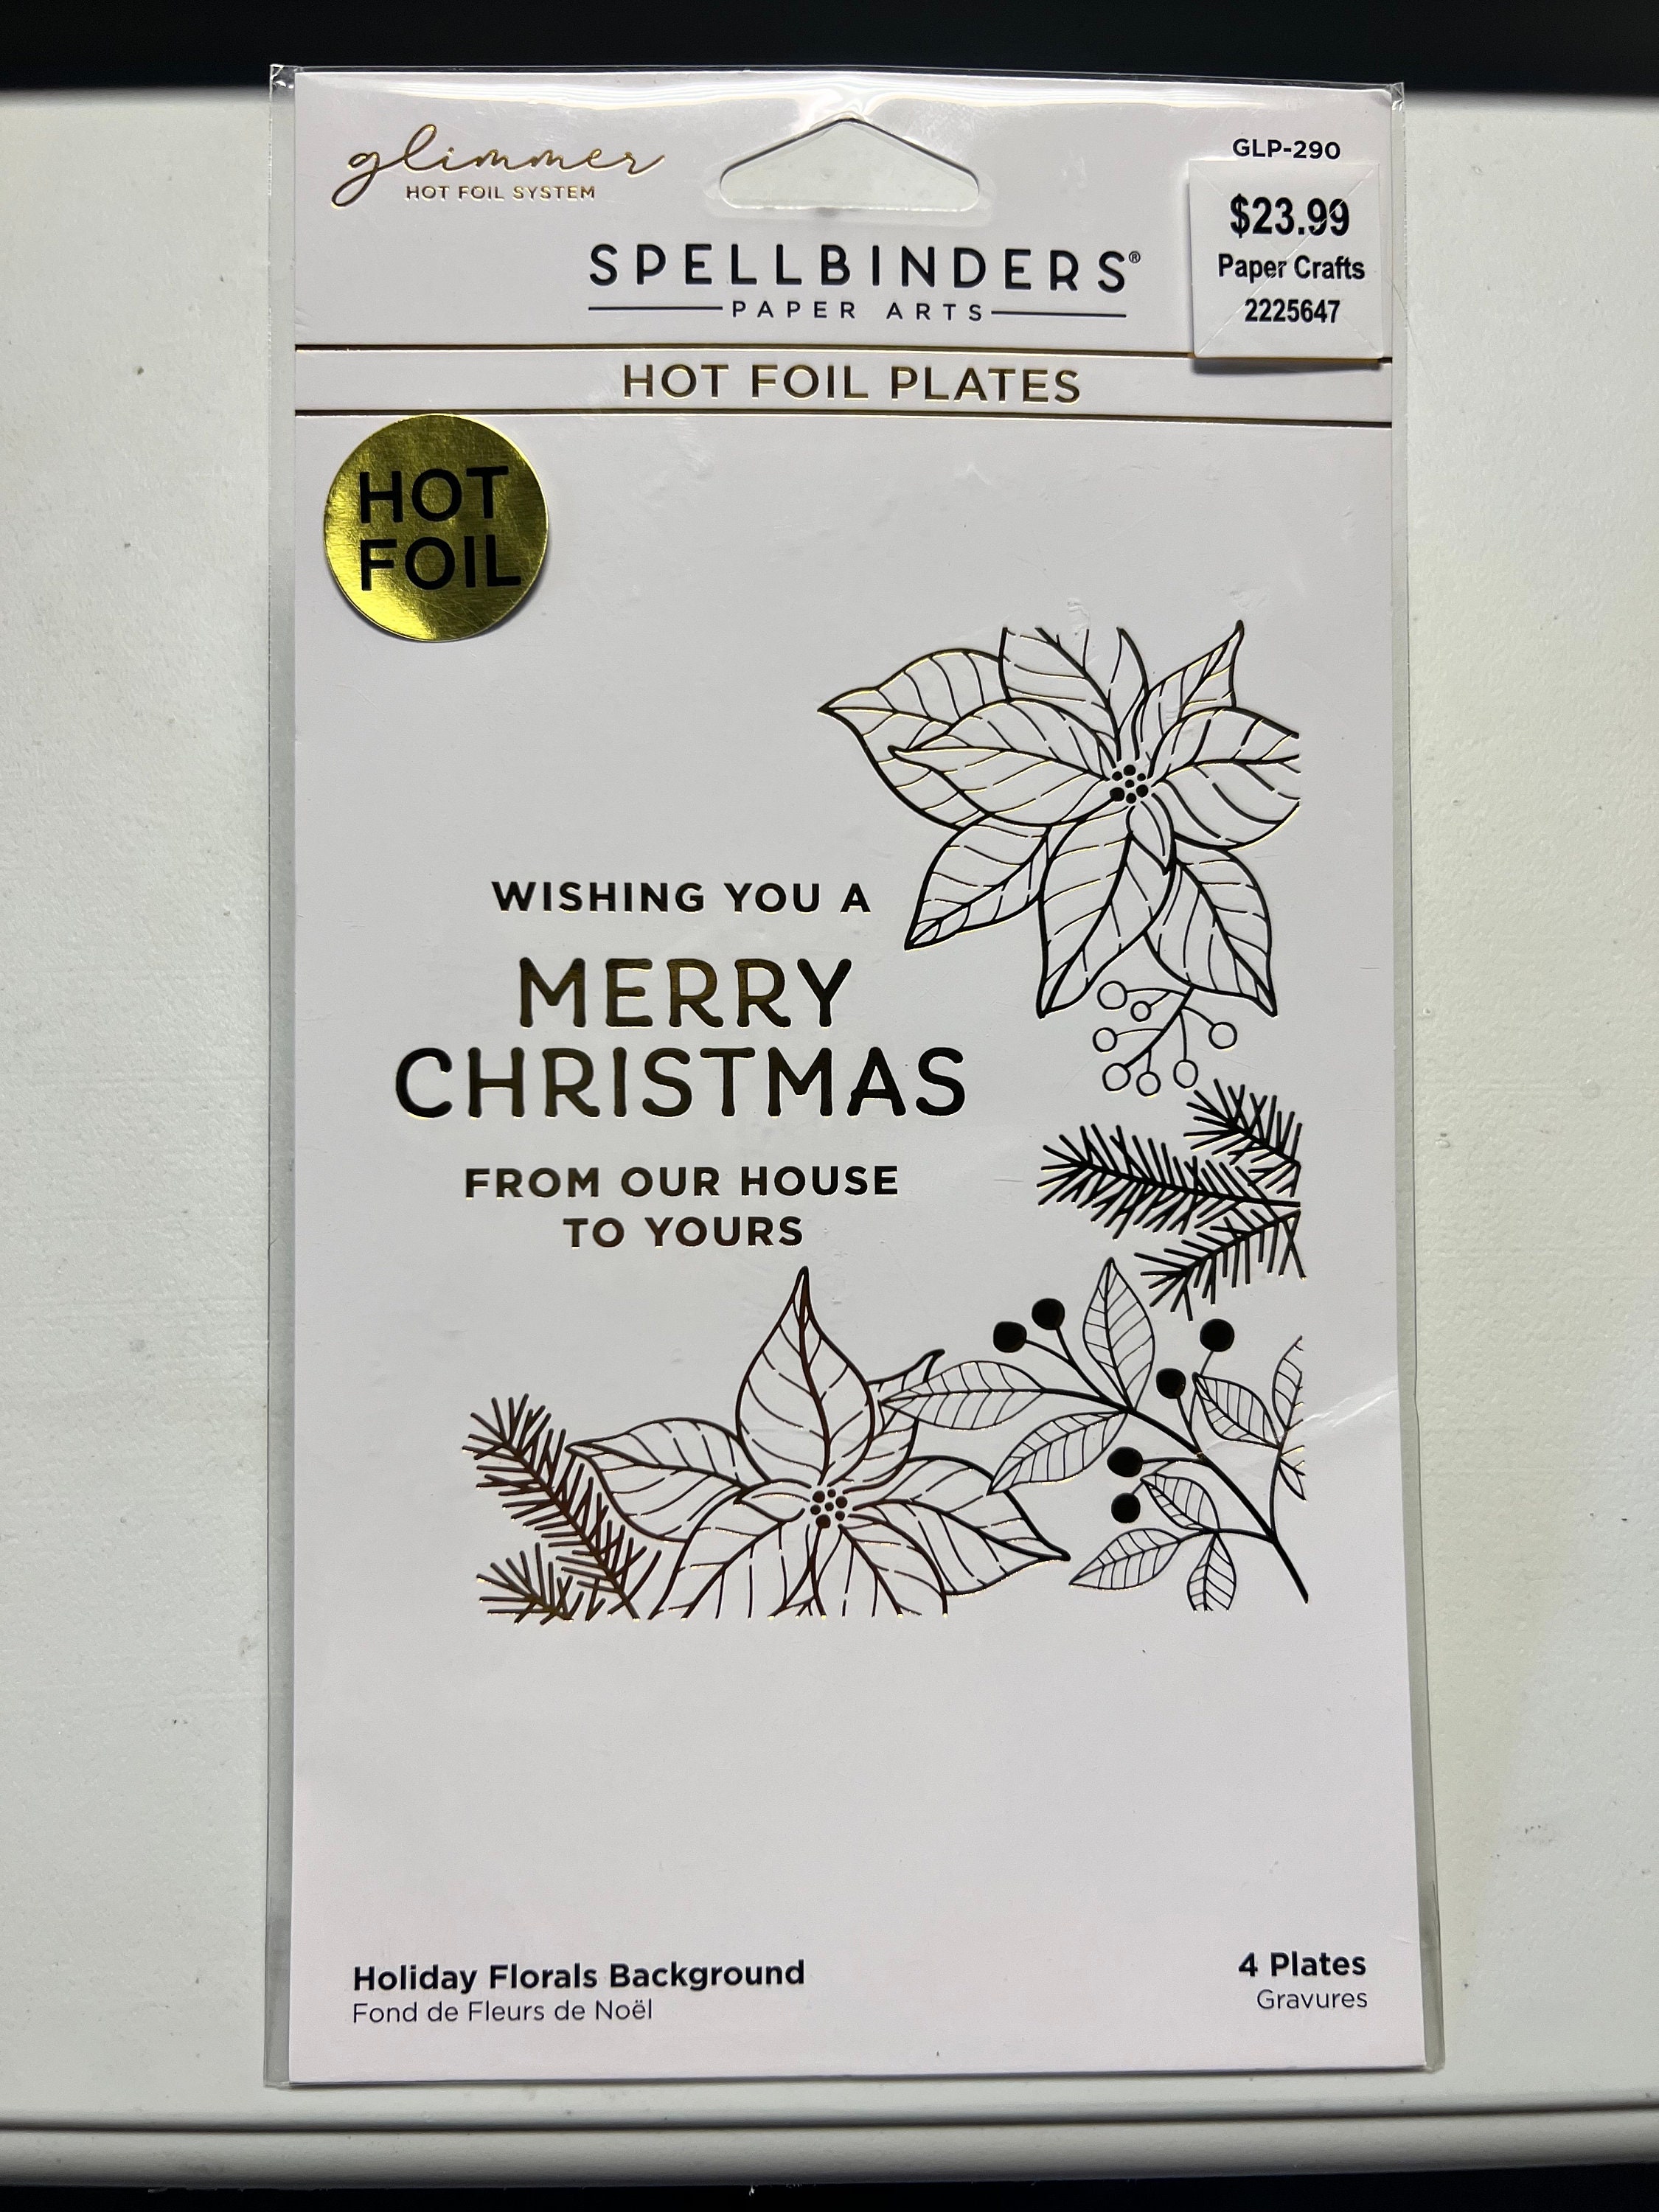 glimmer
HOT FOIL SYSTEM
GLP-290
$23.99
Paper Crafts
2225647
SPELLBINDERS®
PAPER ARTS
HOT FOIL PLATES
HOT
FOIL
WISHING YOU A
MERRY
CHRISTMAS
FROM OUR HOUSE
TO YOURS
Holiday Florals Background
Fond de Fleurs de Noël
4 Plates
Gravures